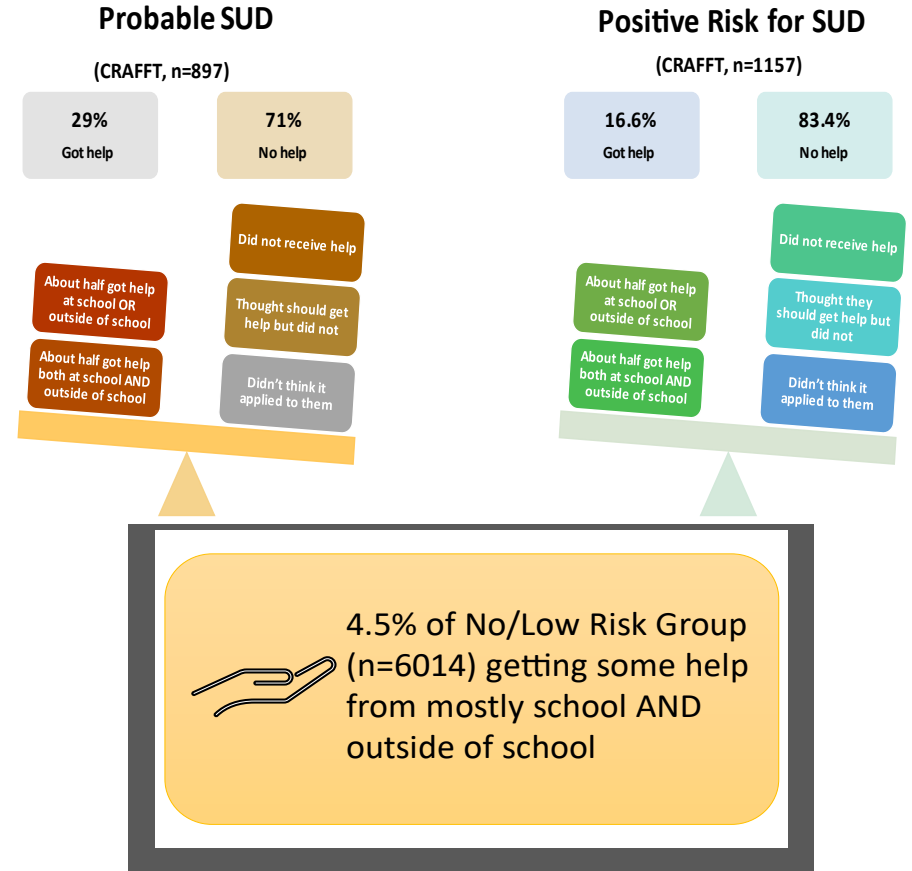 Probable SUD
(CRAFFT, n=897)
29%
Got help
71%
No help
Did not receive help
About half got help
at school OR
outside of school
Thought should get
help but did not
About half got help
both at school AND
outside of school
Didn't think it
applied to them
Positive Risk for SUD
(CRAFFT, n=1157)
16.6%
Got help
83.4%
No help
Did not receive help
About half got help
at school OR
outside of school
Thought they
should get help but
did not
About half got help
both at school AND
outside of school
Didn't think it
applied to them
4.5% of No/Low Risk Group
(n=6014) getting some help
from mostly school AND
outside of school